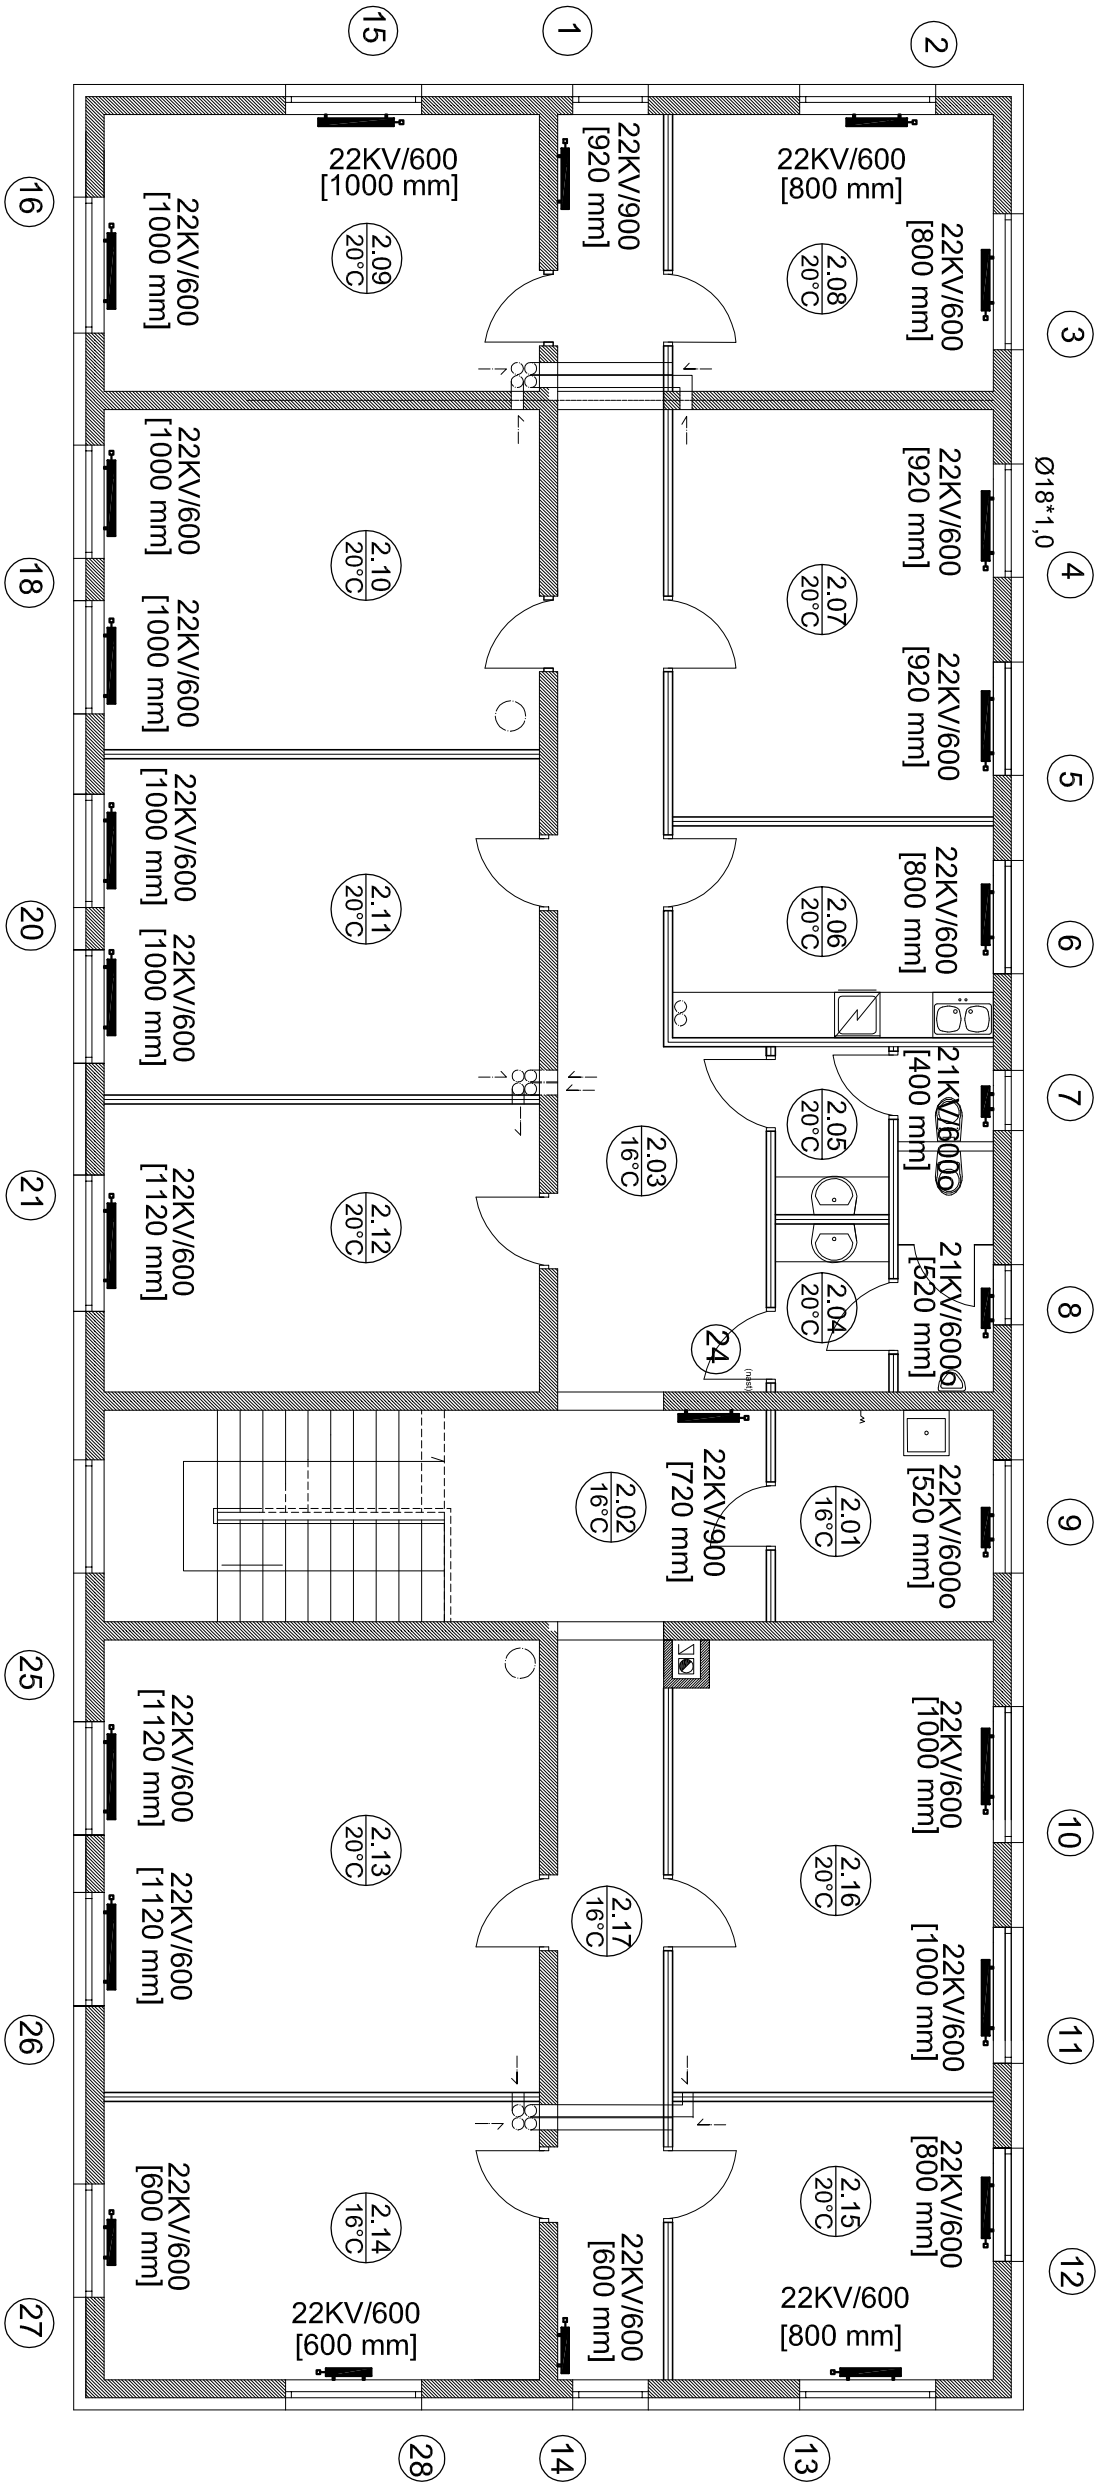 15
1
2
22KV/600
[1000 mm]
22KV/900
[920 mm]
22KV/600
[800 mm]
16
22KV/600
[1000 mm]
2.09
20°C
2.08
20°C
22KV/600
[800 mm]
3
22KV/600
[1000 mm]
2.10
20°C
22KV/600
[920 mm]
Ø18*1,0
4
18
22KV/600
[1000 mm]
2.07
20°C
22KV/600
[920 mm]
5
22KV/600
[1000 mm]
2.11
20°C
2.06
20°C
22KV/600
[800 mm]
6
20
22KV/600
[1000 mm]
21KV/600o
[400 mm]
7
2.05
20°C
2.03
16°C
21
22KV/600
[1120 mm]
2.12
20°C
2.04
20°C
21KV/600o
[520 mm]
8
24
(nast)
22KV/900
[720 mm]
2.02
16°C
2.01
16°C
22KV/600o
[520 mm]
9
25
22KV/600
[1120 mm]
22KV/600
[1000 mm]
10
2.13
20°C
2.16
20°C
2.17
16°C
22KV/600
[1120 mm]
22KV/600
[1000 mm]
11
26
22KV/600
[600 mm]
2.14
16°C
2.15
20°C
22KV/600
[800 mm]
12
22KV/600
[600 mm]
22KV/600
[600 mm]
22KV/600
[800 mm]
27
28
14
13